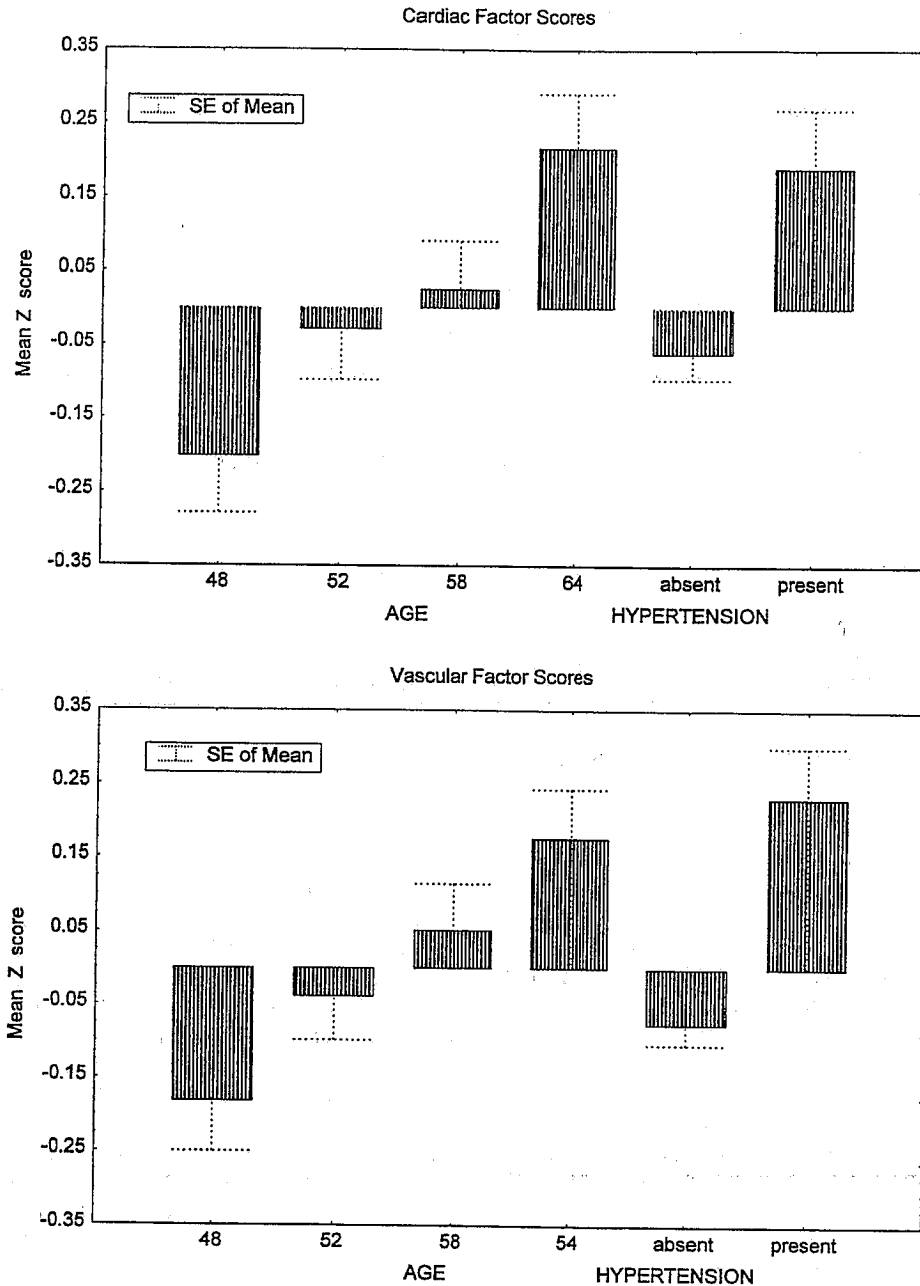 Cardiac Factor Scores
0.35
SE of Mean
0.25
0.15
0.05
-0.05
-0.15
-0.25
-0.35
Mean Z score
48 52 58 64 absent present
AGE HYPERTENSION
Vascular Factor Scores
0.35
SE of Mean
0.25
0.15
0.05
-0.05
-0.15
-0.25
-0.35
Mean Z score
48 52 58 54 absent present
AGE HYPERTENSION